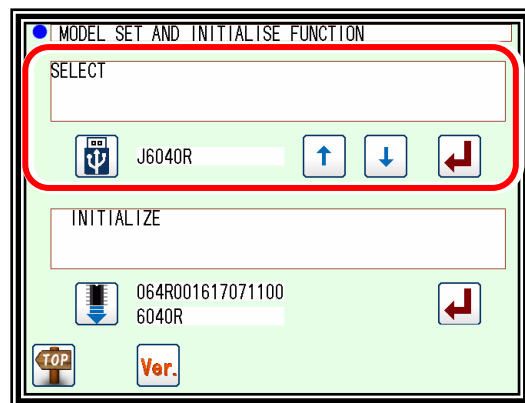 MODEL SET AND INITIALISE FUNCTION
SELECT
J6040R
INITIALIZE
064R001617071100
6040R
TOP
Ver.